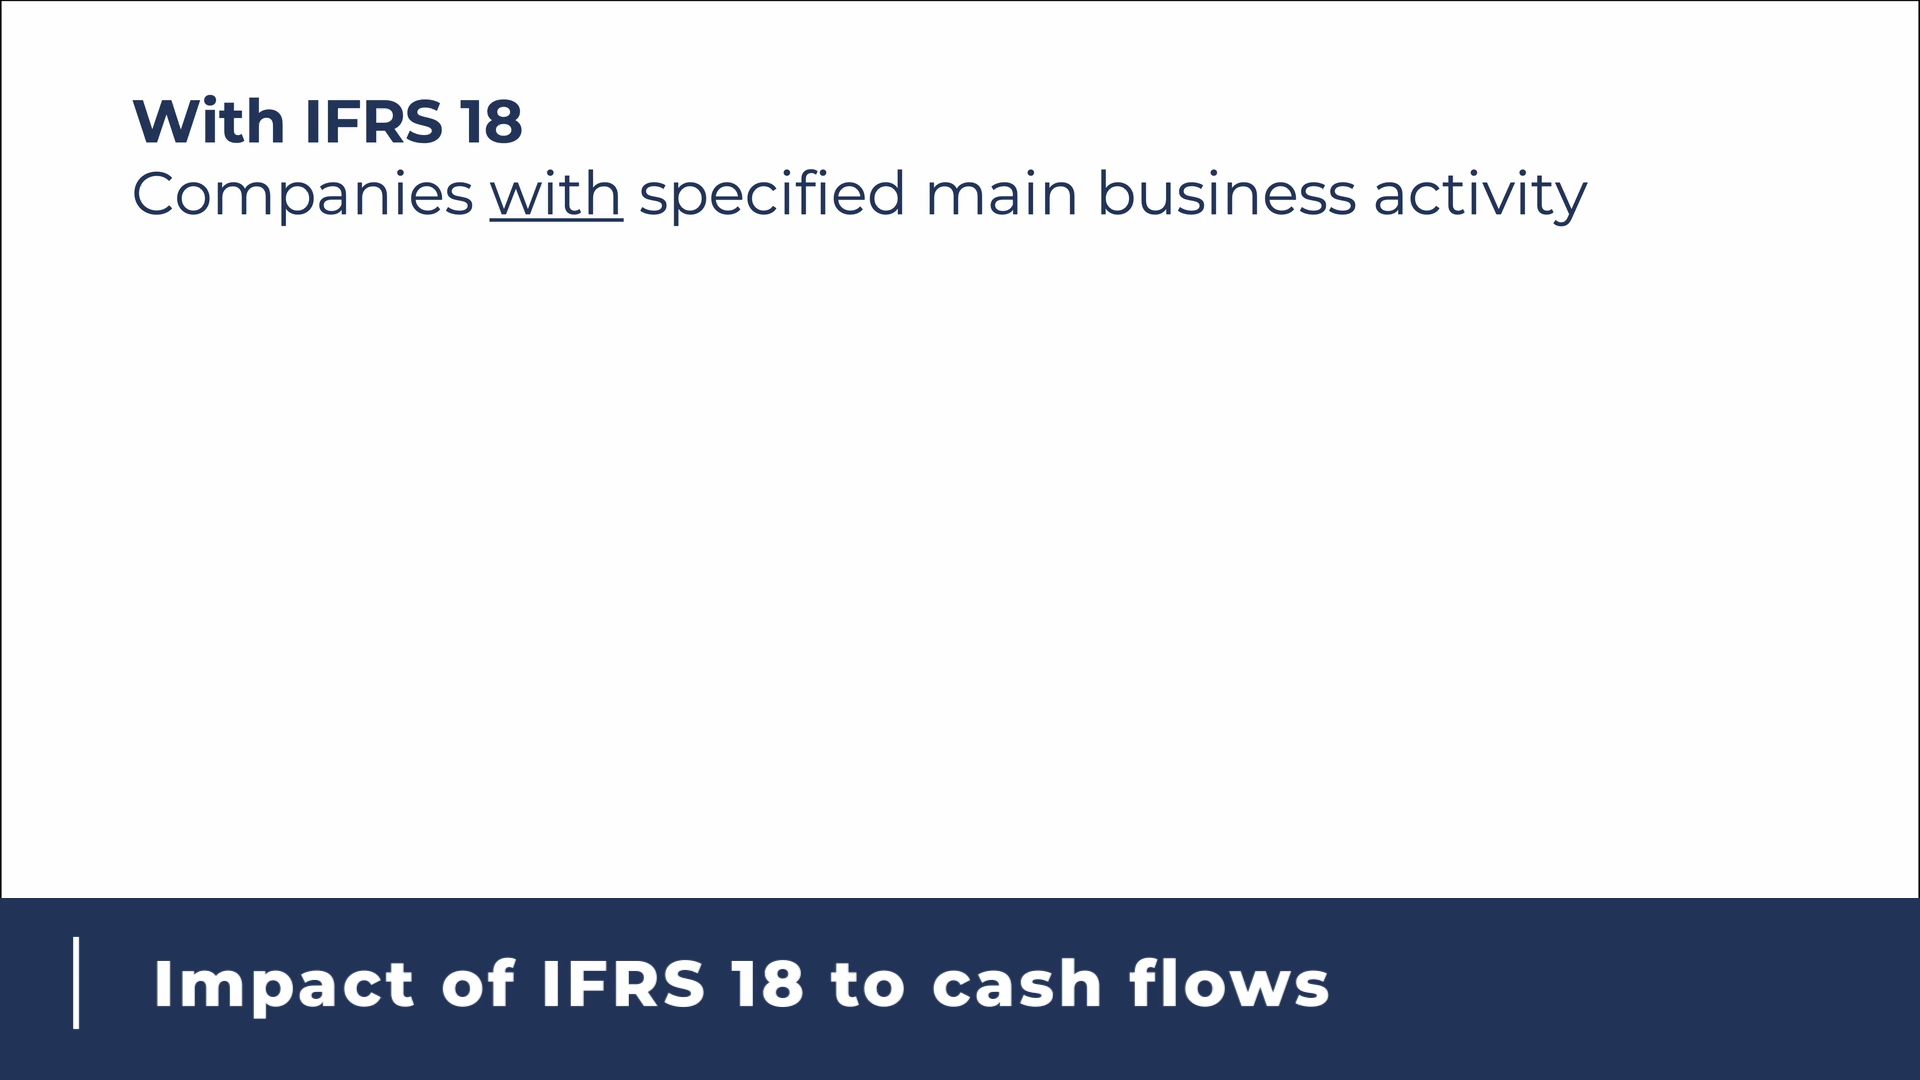 With IFRS 18
Companies with specified main business activity
Impact of IFRS 18 to cash flows